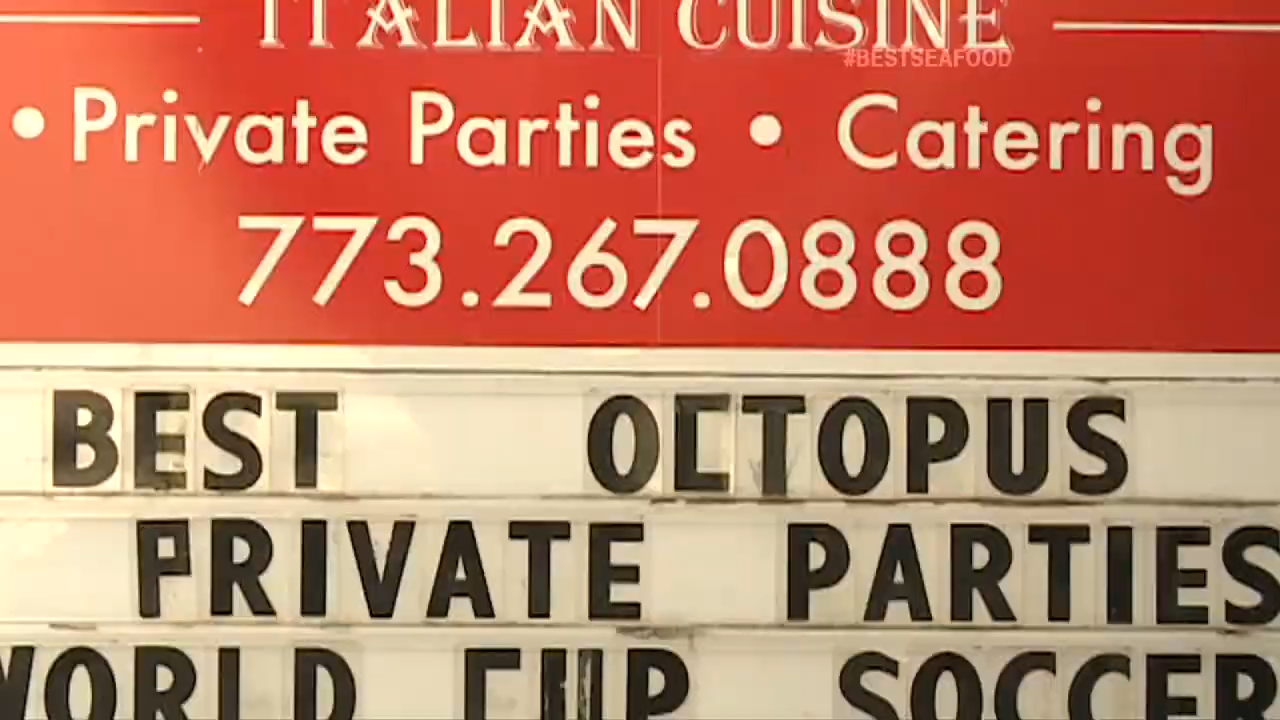 ITALIAN CUISINE
#BESTSEAFOOD
• Private Parties • Catering
773.267.0888
BEST OCTOPUS
PRIVATE PARTIES
WORLD CUP SOCCER